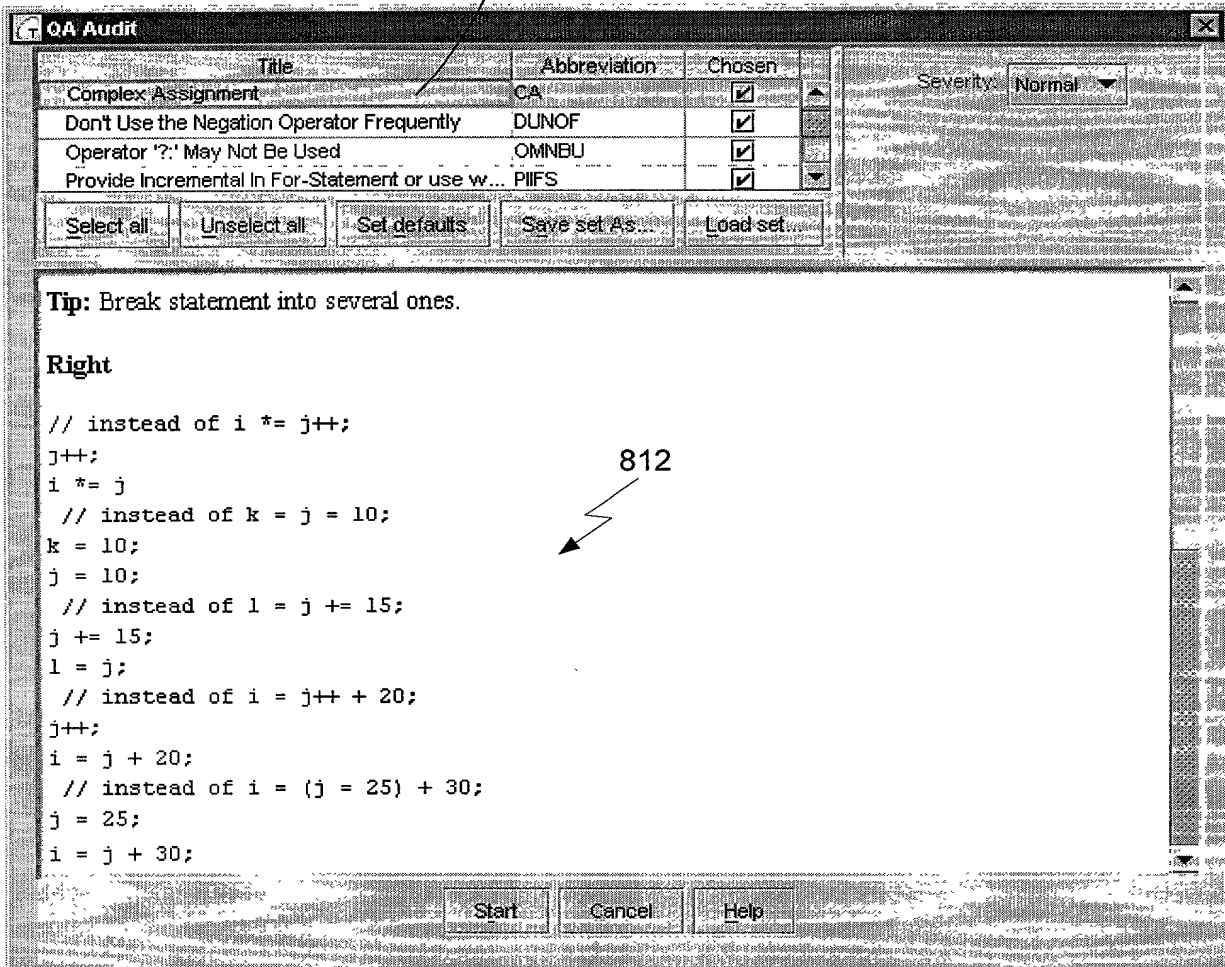 QA Audit
Title Abbreviation Chosen
Complex Assignment CA
Don't Use the Negation Operator Frequently DUNOF
Operator '?:' May Not Be Used OMNBU
Provide Incremental In For-Statement or use w... PIIFS
Severity: Normal
Select all Unselect all Set defaults Save set As... Load set...
Tip: Break statement into several ones.
Right
// instead of i *= j++;
j++;
i *= j
// instead of k = j = 10;
k = 10;
j = 10;
// instead of l = j += 15;
j += 15;
l = j;
// instead of i = j++ + 20;
j++;
i = j + 20;
// instead of i = (j = 25) + 30;
j = 25;
i = j + 30;
812
Start Cancel Help